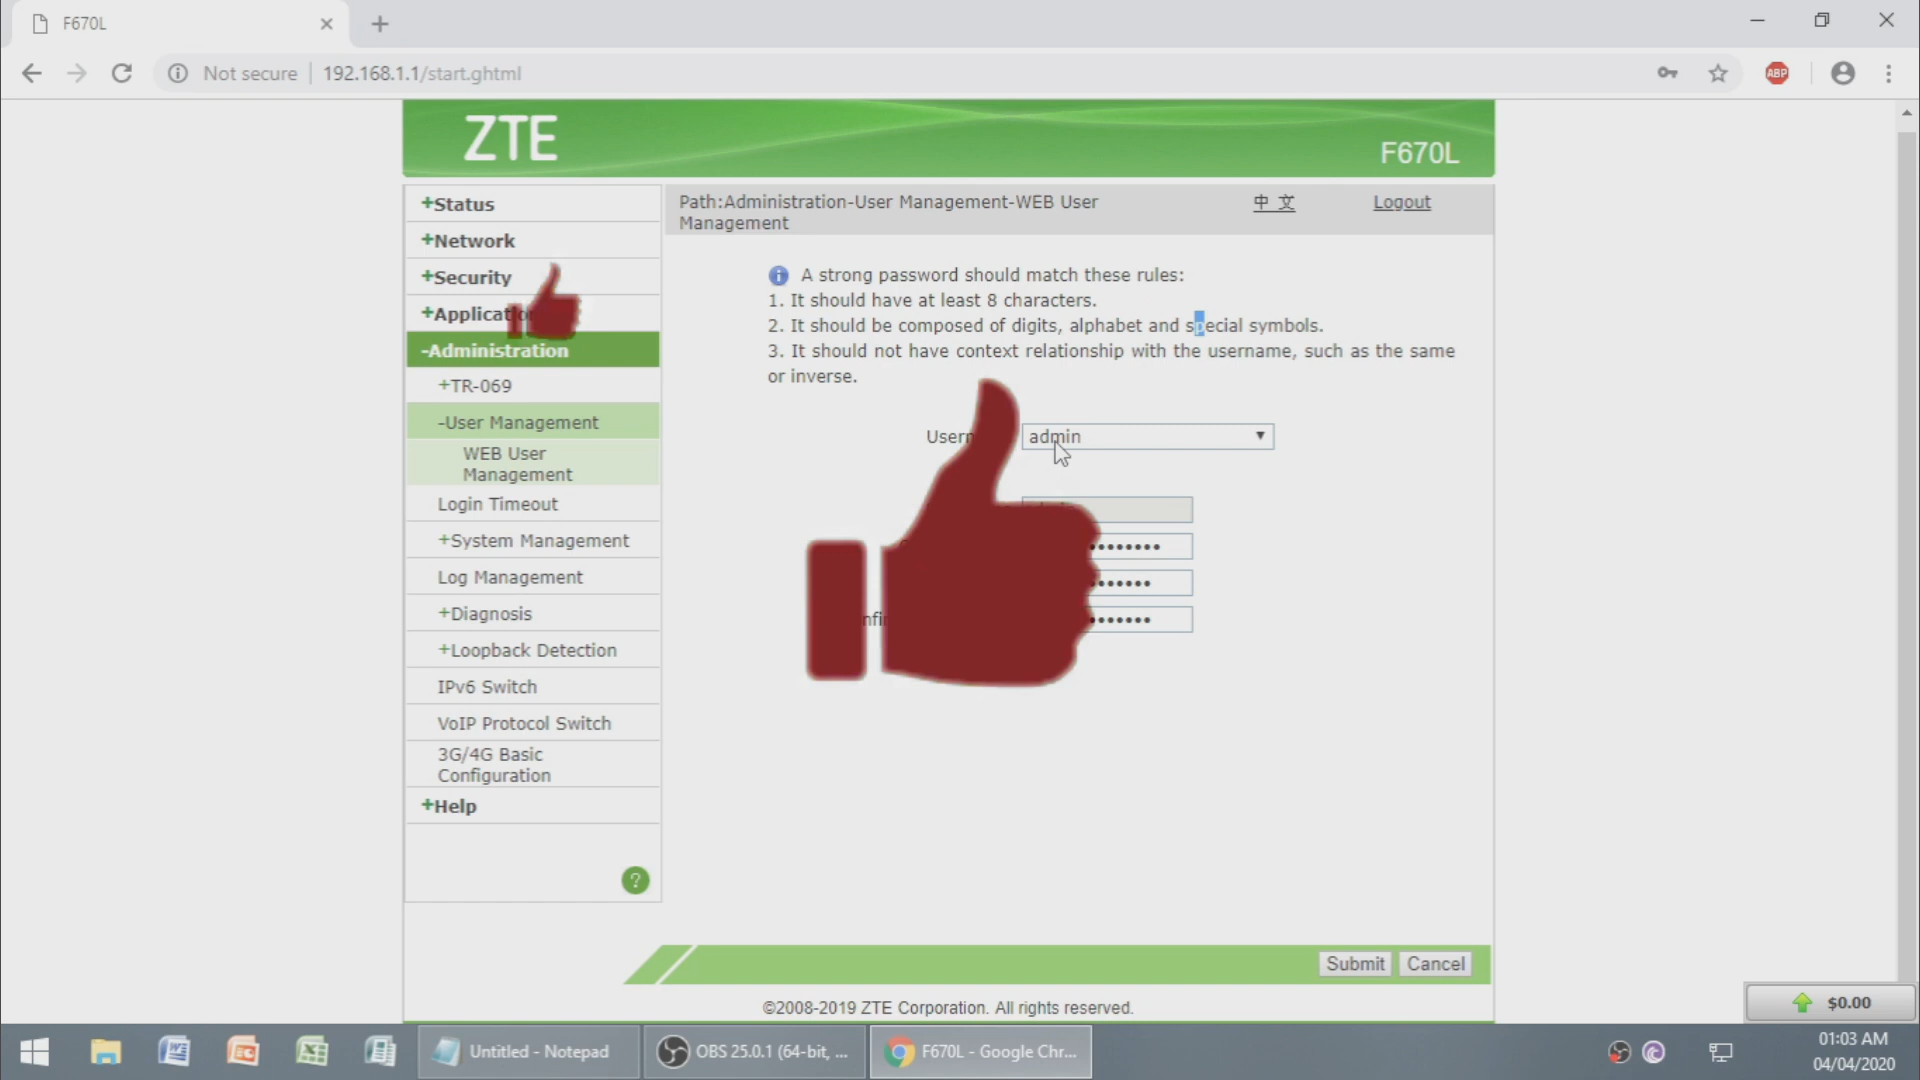 F670L
Not secure | 192.168.1.1/start.ghtml
ABP
ZTE
F670L
+Status
+Network
+Security
+Applicatio
-Administration
+TR-069
-User Management
WEB User
Management
Login Timeout
+System Management
Log Management
+Diagnosis
+Loopback Detection
IPv6 Switch
VoIP Protocol Switch
3G/4G Basic
Configuration
+Help
?
Path:Administration-User Management-WEB User
Management
中 文
Logout
A strong password should match these rules:
1. It should have at least 8 characters.
2. It should be composed of digits, alphabet and special symbols.
3. It should not have context relationship with the username, such as the same
or inverse.
admin
Submit
Cancel
©2008-2019 ZTE Corporation. All rights reserved.
$0.00
Untitled - Notepad
OBS 25.0.1 (64-bit, ...
F670L - Google Chr...
01:03 AM
04/04/2020